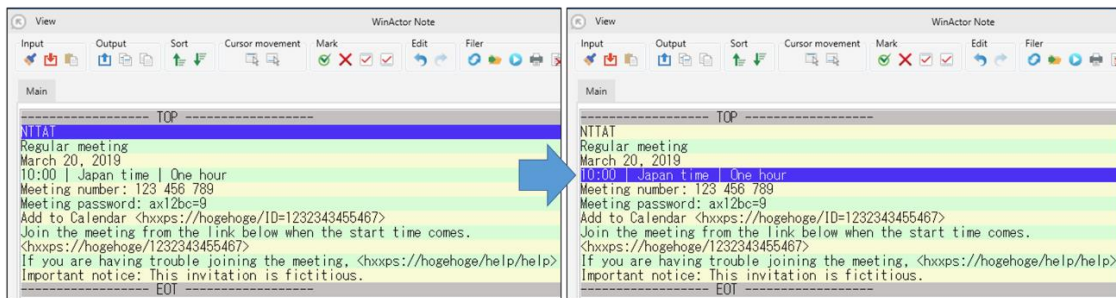 View WinActor Note
Input Output Sort Cursor movement Mark Edit Filer
Main
------------------ TOP ------------------
NTTAT
Regular meeting
March 20, 2019
10:00 | Japan time | One hour
Meeting number: 123 456 789
Meeting password: ax12bc=9
Add to Calendar <hxxps://hogehoge/ID=1232343455467>
Join the meeting from the link below when the start time comes.
<hxxps://hogehoge/1232343455467>
If you are having trouble joining the meeting, <hxxps://hogehoge/help/help>
Important notice: This invitation is fictitious.
------------------ EOT ------------------
View WinActor Note
Input Output Sort Cursor movement Mark Edit Filer
Main
------------------ TOP ------------------
NTTAT
Regular meeting
March 20, 2019
10:00 | Japan time | One hour
Meeting number: 123 456 789
Meeting password: ax12bc=9
Add to Calendar <hxxps://hogehoge/ID=1232343455467>
Join the meeting from the link below when the start time comes.
<hxxps://hogehoge/1232343455467>
If you are having trouble joining the meeting, <hxxps://hogehoge/help/help>
Important notice: This invitation is fictitious.
------------------ EOT ------------------